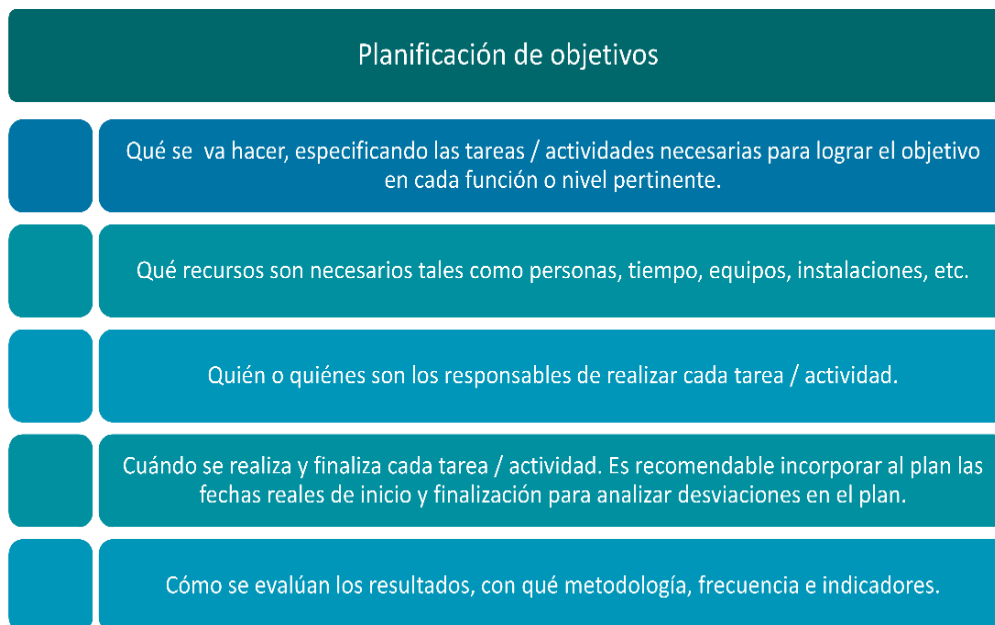 Planificación de objetivos
Qué se va hacer, especificando las tareas / actividades necesarias para lograr el objetivo
en cada función o nivel pertinente.
Qué recursos son necesarios tales como personas, tiempo, equipos, instalaciones, etc.
Quién o quiénes son los responsables de realizar cada tarea / actividad.
Cuándo se realiza y finaliza cada tarea / actividad. Es recomendable incorporar al plan las
fechas reales de inicio y finalización para analizar desviaciones en el plan.
Cómo se evalúan los resultados, con qué metodología, frecuencia e indicadores.